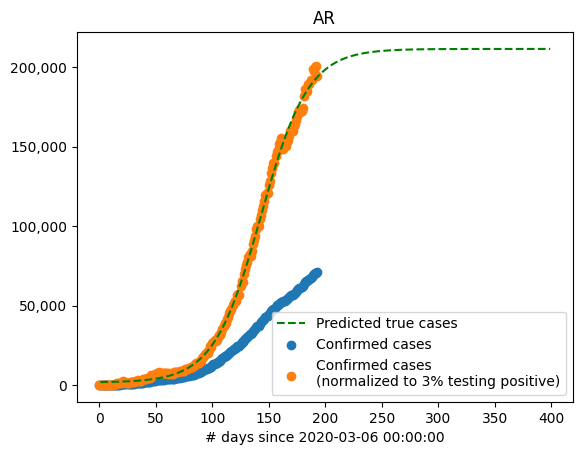 AR
200,000
150,000
100,000
50,000
0
Predicted true cases
Confirmed cases
Confirmed cases
(normalized to 3% testing positive)
0 50 100 150 200 250 300 350 400
# days since 2020-03-06 00:00:00